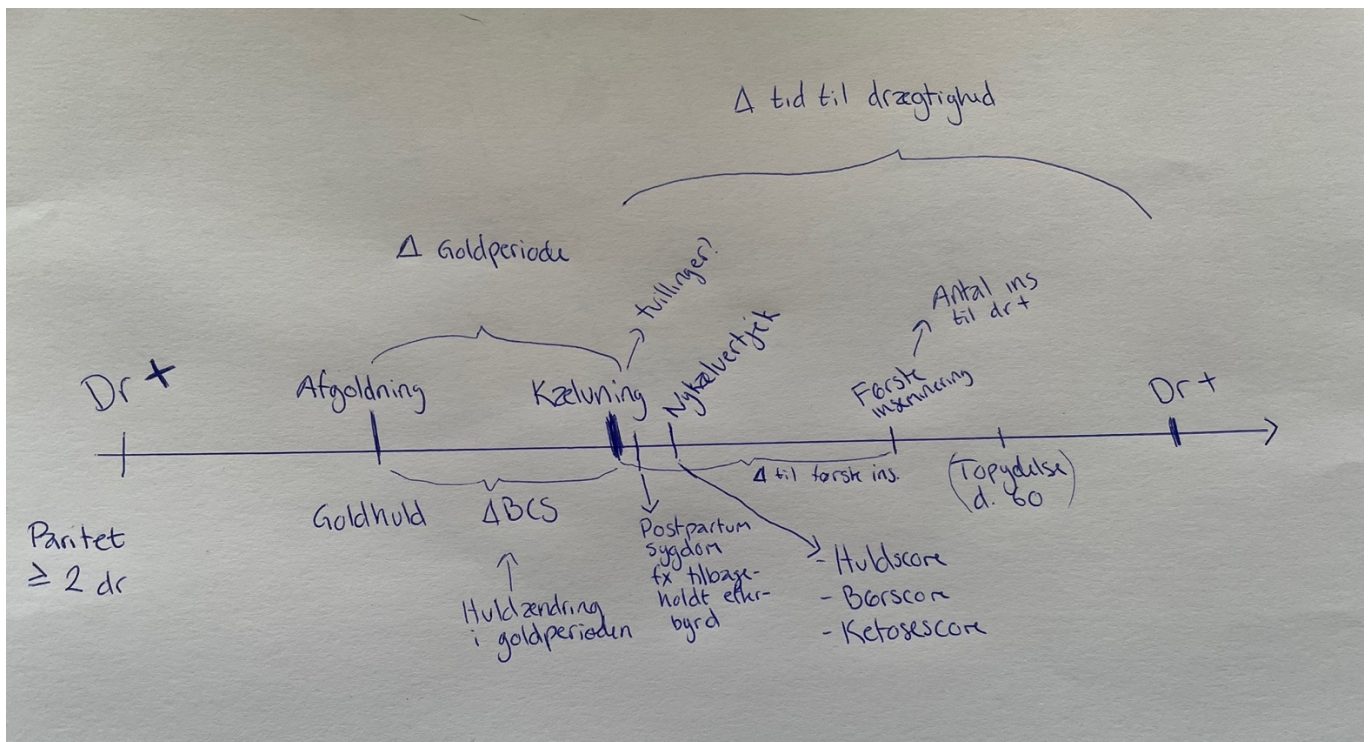 Δ tid til drægtighed
Δ Goldperiode
tvillinger?
Nykælvertjek
Antal ins
til dr+
Dr +
Afgoldning
Kælvning
Første
inseminering
Dr +
Goldhuld
ΔBCS
Δ til første ins.
(Topydelse
d. 60)
Paritet
≥ 2 dr
Huldændring
i goldperioden
Postpartum
sygdom
fx tilbage-
holdt efter-
byrd
- Huldscore
- Børscore
- Ketosescore